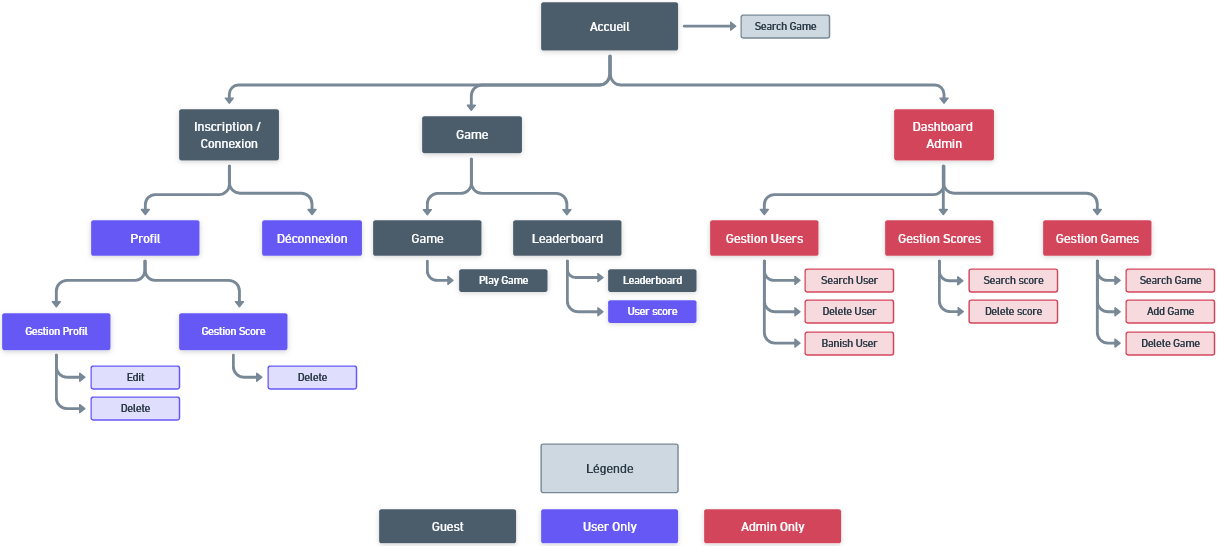 Accueil
Search Game
Inscription /
Connexion
Game
Dashboard
Admin
Profil
Déconnexion
Game
Leaderboard
Gestion Users
Gestion Scores
Gestion Games
Play Game
Leaderboard
User score
Search User
Delete User
Banish User
Search score
Delete score
Search Game
Add Game
Delete Game
Gestion Profil
Gestion Score
Edit
Delete
Delete
Légende
Guest
User Only
Admin Only